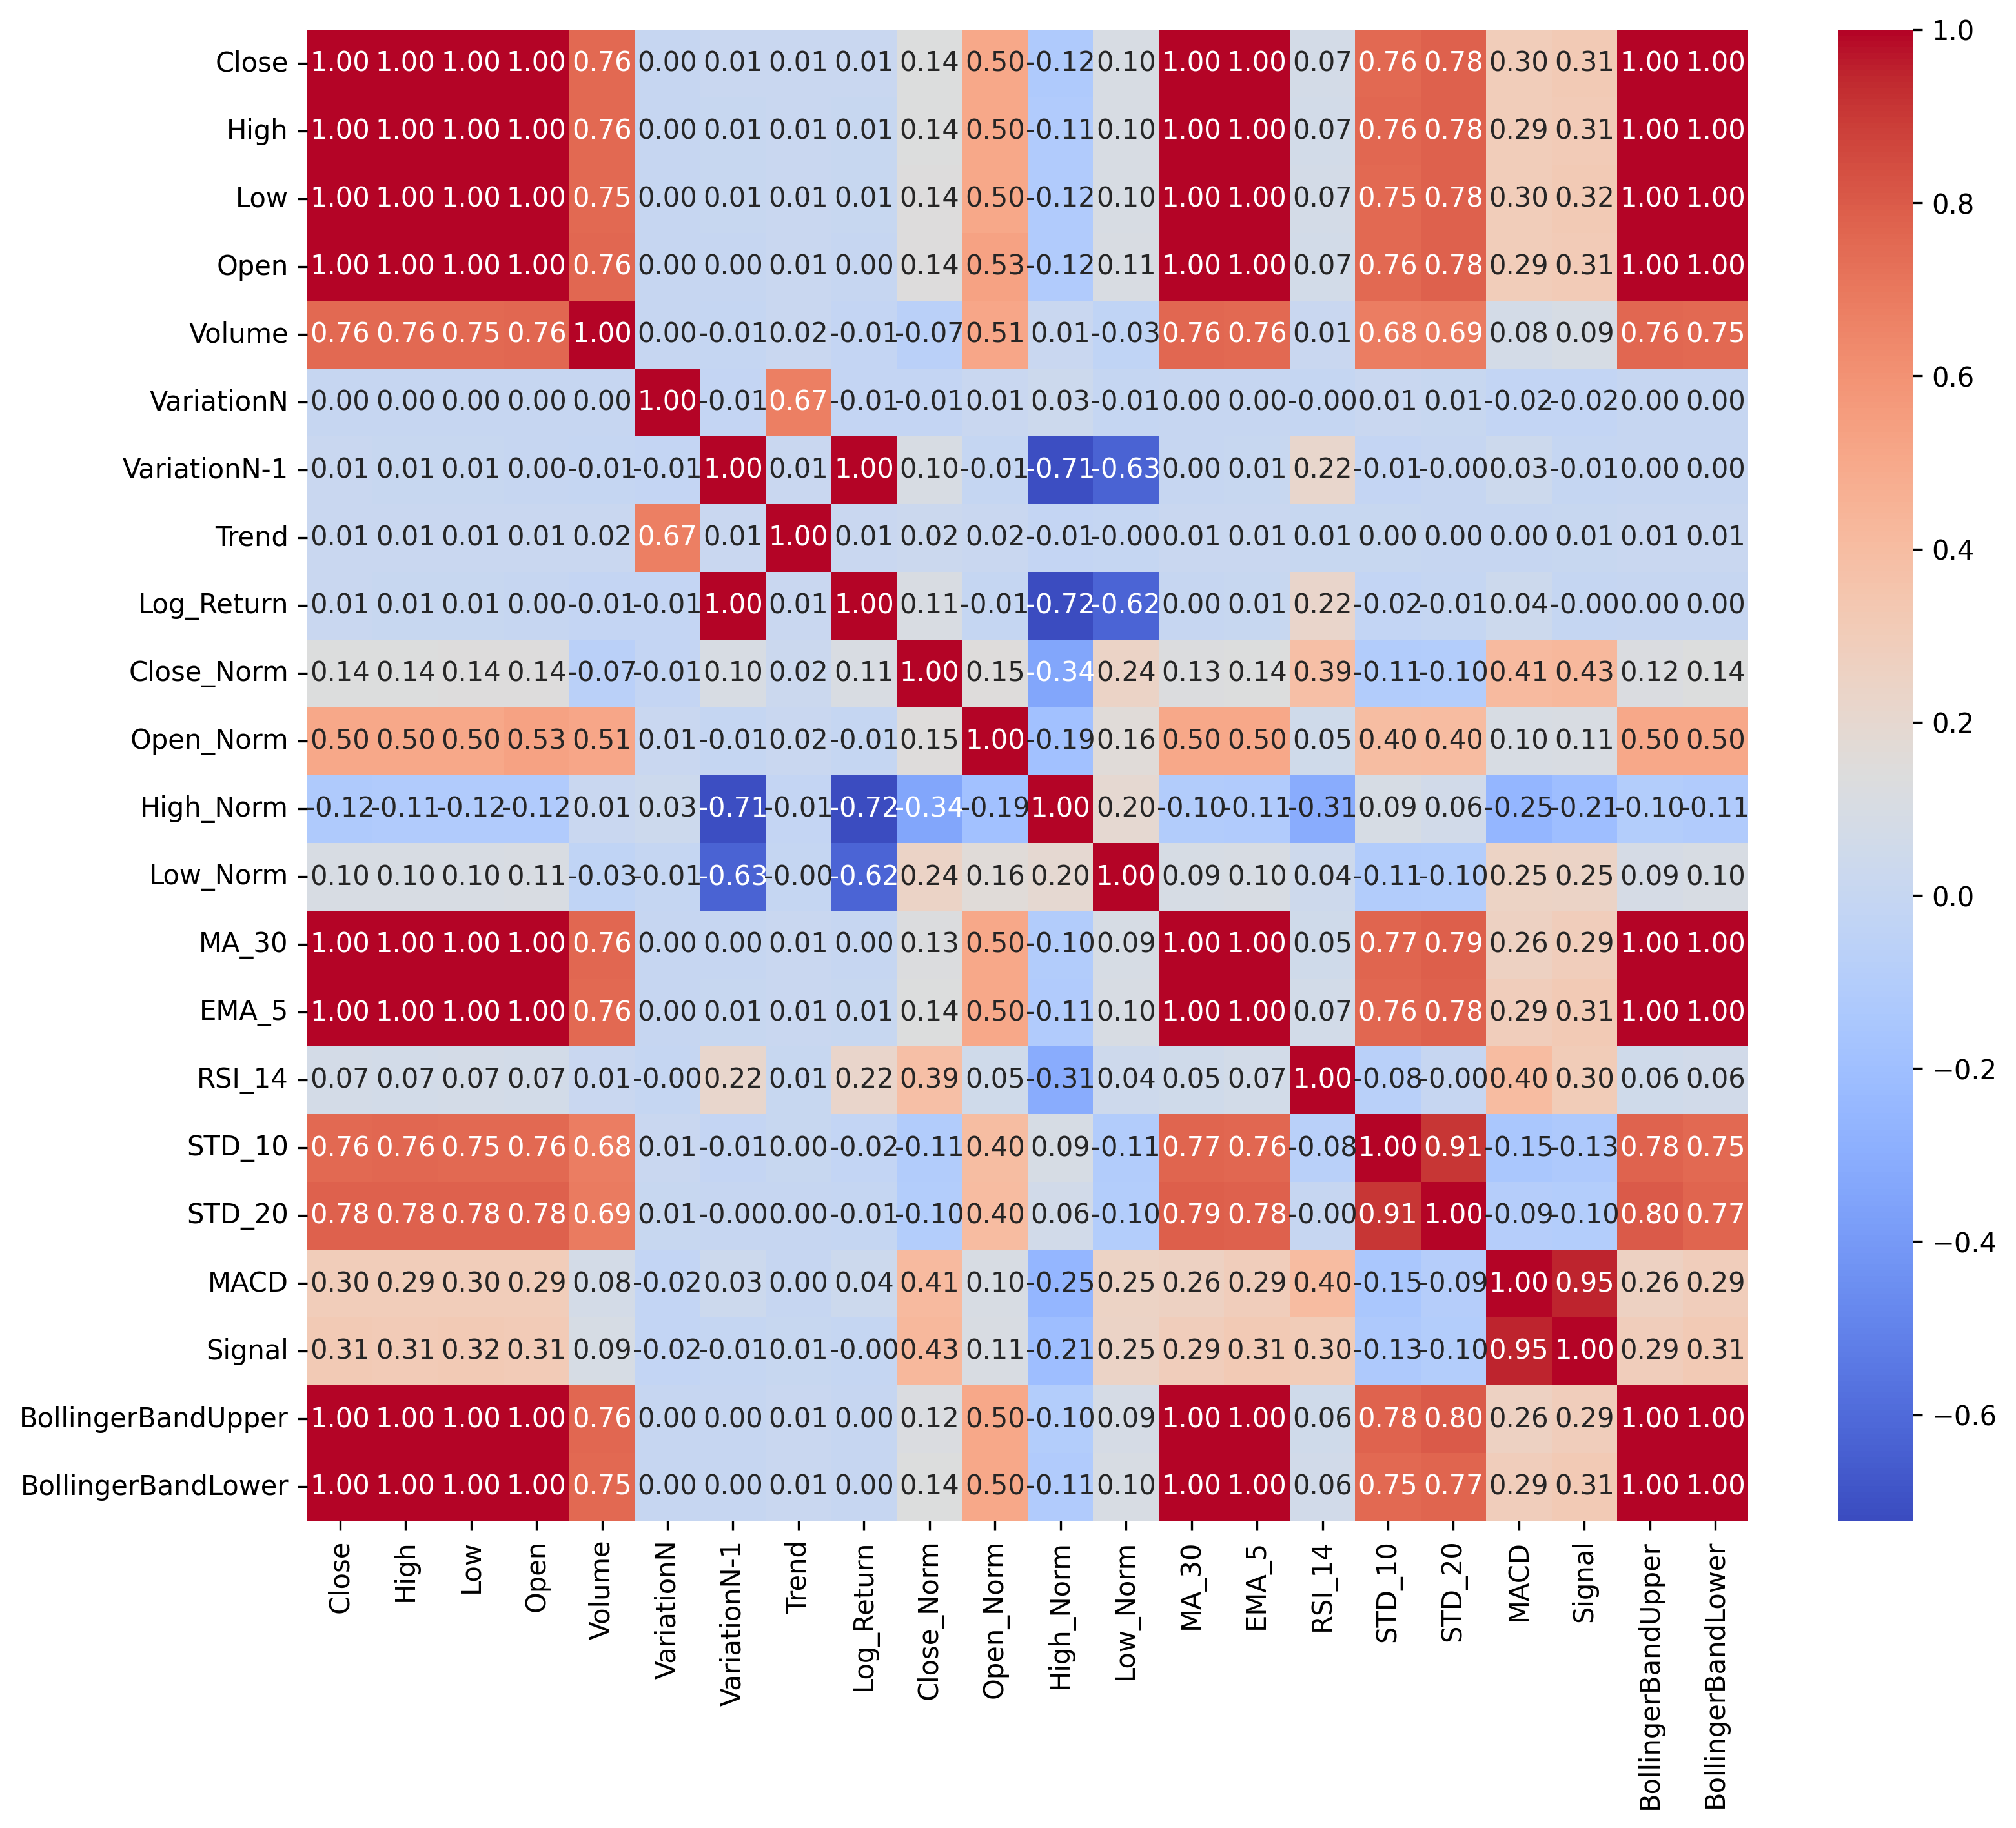 Close 1.00 1.00 1.00 1.00 0.76 0.00 0.01 0.01 0.01 0.14 0.50 -0.12 0.10 1.00 1.00 0.07 0.76 0.78 0.30 0.31 1.00 1.00 1.0
High 1.00 1.00 1.00 1.00 0.76 0.00 0.01 0.01 0.01 0.14 0.50 -0.11 0.10 1.00 1.00 0.07 0.76 0.78 0.29 0.31 1.00 1.00
Low 1.00 1.00 1.00 1.00 0.75 0.00 0.01 0.01 0.01 0.14 0.50 -0.12 0.10 1.00 1.00 0.07 0.75 0.78 0.30 0.32 1.00 1.00 0.8
Open 1.00 1.00 1.00 1.00 0.76 0.00 0.00 0.01 0.00 0.14 0.53 -0.12 0.11 1.00 1.00 0.07 0.76 0.78 0.29 0.31 1.00 1.00
Volume 0.76 0.76 0.75 0.76 1.00 0.00 -0.01 0.02 -0.01 -0.07 0.51 0.01 -0.03 0.76 0.76 0.01 0.68 0.69 0.08 0.09 0.76 0.75
VariationN 0.00 0.00 0.00 0.00 0.00 1.00 -0.01 0.67 -0.01 -0.01 0.01 0.03 -0.01 0.00 0.00 -0.00 0.01 0.01 -0.02 -0.02 0.00 0.00 0.6
VariationN-1 0.01 0.01 0.01 0.00 -0.01 -0.01 1.00 0.01 1.00 0.10 -0.01 -0.71 -0.63 0.00 0.01 0.22 -0.01 -0.00 0.03 -0.01 0.00 0.00
Trend 0.01 0.01 0.01 0.01 0.02 0.67 0.01 1.00 0.01 0.02 0.02 -0.01 -0.00 0.01 0.01 0.01 0.00 0.00 0.00 0.01 0.01 0.01 0.4
Log_Return 0.01 0.01 0.01 0.00 -0.01 -0.01 1.00 0.01 1.00 0.11 -0.01 -0.72 -0.62 0.00 0.01 0.22 -0.02 -0.01 0.04 -0.00 0.00 0.00
Close_Norm 0.14 0.14 0.14 0.14 -0.07 -0.01 0.10 0.02 0.11 1.00 0.15 -0.34 0.24 0.13 0.14 0.39 -0.11 -0.10 0.41 0.43 0.12 0.14
Open_Norm 0.50 0.50 0.50 0.53 0.51 0.01 -0.01 0.02 -0.01 0.15 1.00 -0.19 0.16 0.50 0.50 0.05 0.40 0.40 0.10 0.11 0.50 0.50 0.2
High_Norm -0.12 -0.11 -0.12 -0.12 0.01 0.03 -0.71 -0.01 -0.72 -0.34 -0.19 1.00 0.20 -0.10 -0.11 -0.31 0.09 0.06 -0.25 -0.21 -0.10 -0.11
Low_Norm 0.10 0.10 0.10 0.11 -0.03 -0.01 -0.63 -0.00 -0.62 0.24 0.16 0.20 1.00 0.09 0.10 0.04 -0.11 -0.10 0.25 0.25 0.09 0.10 0.0
MA_30 1.00 1.00 1.00 1.00 0.76 0.00 0.00 0.01 0.00 0.13 0.50 -0.10 0.09 1.00 1.00 0.05 0.77 0.79 0.26 0.29 1.00 1.00
EMA_5 1.00 1.00 1.00 1.00 0.76 0.00 0.01 0.01 0.01 0.14 0.50 -0.11 0.10 1.00 1.00 0.07 0.76 0.78 0.29 0.31 1.00 1.00
RSI_14 0.07 0.07 0.07 0.07 0.01 -0.00 0.22 0.01 0.22 0.39 0.05 -0.31 0.04 0.05 0.07 1.00 -0.08 -0.00 0.40 0.30 0.06 0.06 −0.2
STD_10 0.76 0.76 0.75 0.76 0.68 0.01 -0.01 0.00 -0.02 -0.11 0.40 0.09 -0.11 0.77 0.76 -0.08 1.00 0.91 -0.15 -0.13 0.78 0.75
STD_20 0.78 0.78 0.78 0.78 0.69 0.01 -0.00 0.00 -0.01 -0.10 0.40 0.06 -0.10 0.79 0.78 -0.00 0.91 1.00 -0.09 -0.10 0.80 0.77 −0.4
MACD 0.30 0.29 0.30 0.29 0.08 -0.02 0.03 0.00 0.04 0.41 0.10 -0.25 0.25 0.26 0.29 0.40 -0.15 -0.09 1.00 0.95 0.26 0.29
Signal 0.31 0.31 0.32 0.31 0.09 -0.02 -0.01 0.01 -0.00 0.43 0.11 -0.21 0.25 0.29 0.31 0.30 -0.13 -0.10 0.95 1.00 0.29 0.31
BollingerBandUpper 1.00 1.00 1.00 1.00 0.76 0.00 0.00 0.01 0.00 0.12 0.50 -0.10 0.09 1.00 1.00 0.06 0.78 0.80 0.26 0.29 1.00 1.00 −0.6
BollingerBandLower 1.00 1.00 1.00 1.00 0.75 0.00 0.00 0.01 0.00 0.14 0.50 -0.11 0.10 1.00 1.00 0.06 0.75 0.77 0.29 0.31 1.00 1.00
Close High Low Open Volume VariationN VariationN-1 Trend Log_Return Close_Norm Open_Norm High_Norm Low_Norm MA_30 EMA_5 RSI_14 STD_10 STD_20 MACD Signal BollingerBandUpper BollingerBandLower